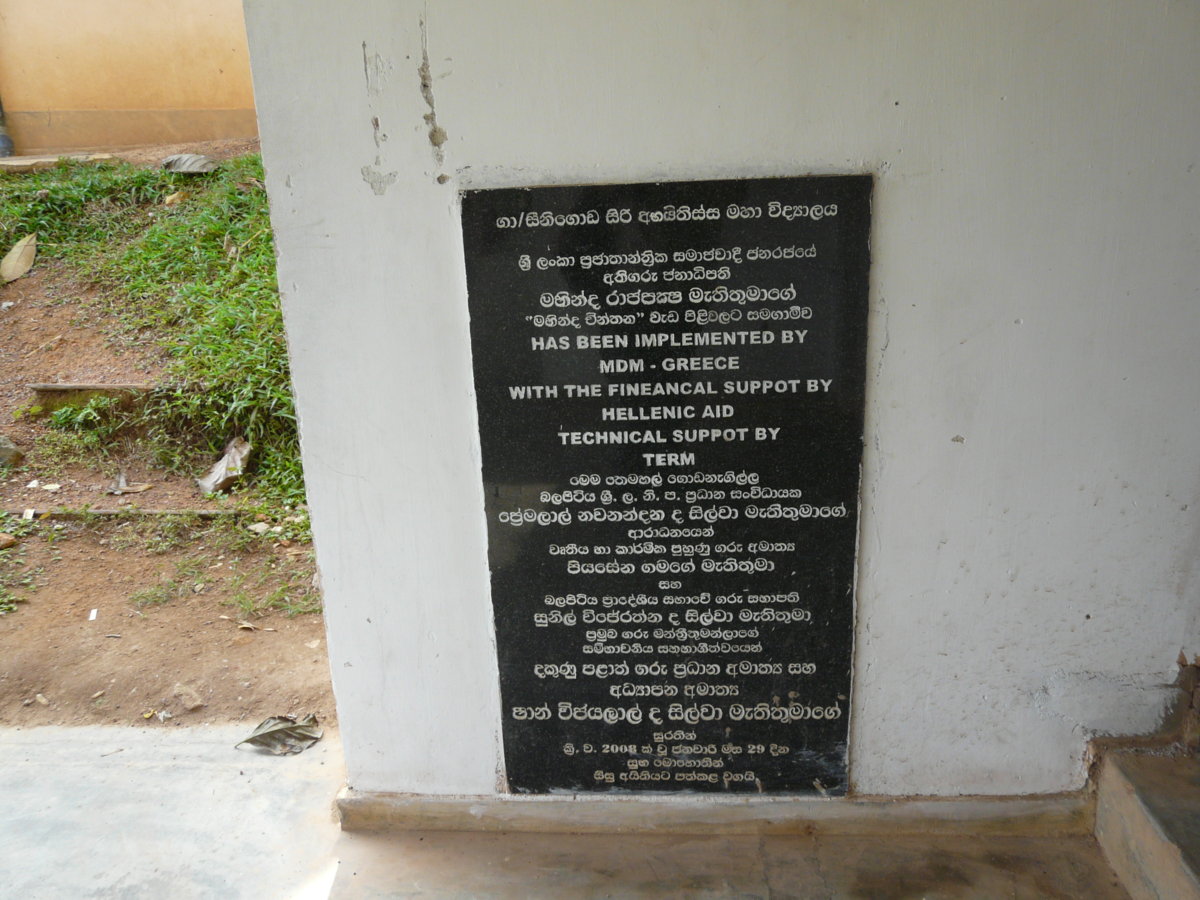 ගා/සීනිගොඩ සිරි අභයතිස්ස මහා විද්‍යාලය
ශ්‍රී ලංකා ප්‍රජාතාන්ත්‍රික සමාජවාදී ජනරජයේ
අතිගරු ජනාධිපති
මහින්ද රාජපක්ෂ මැතිතුමාගේ
"මහින්ද චින්තන" වැඩ පිළිවලට සමගාමීව
HAS BEEN IMPLEMENTED BY
MDM - GREECE
WITH THE FINEANCAL SUPPOT BY
HELLENIC AID
TECHNICAL SUPPOT BY
TERM
මෙම තෙමහල් ගොඩනැගිල්ල
බලපිටිය ශ්‍රී. ල. නි. ප. ප්‍රධාන සංවිධායක
ප්‍රේමලාල් නවනන්දන ද සිල්වා මැතිතුමාගේ
ආරාධනයෙන්
වෘතීය හා කාර්මික පුහුණු ගරු අමාත්‍ය
පියසේන ගමගේ මැතිතුමා
සහ
බලපිටිය ප්‍රාදේශීය සභාවේ ගරු සභාපති
සුනිල් විජේරත්න ද සිල්වා මැතිතුමා
ප්‍රමුඛ ගරු මන්ත්‍රීතුමන්ලාගේ
සම්භාවනීය සහභාගීත්වයෙන්
දකුණු පළාත් ගරු ප්‍රධාන අමාත්‍ය සහ
අධ්‍යාපන අමාත්‍ය
ෂාන් විජයලාල් ද සිල්වා මැතිතුමාගේ
සුරතින්
ක්‍රි. ව. 2008 ක් වූ ජනවාරි මස 29 දින
සුභ මොහොතින්
සිසු අයිතියට පත්කළ වගයි